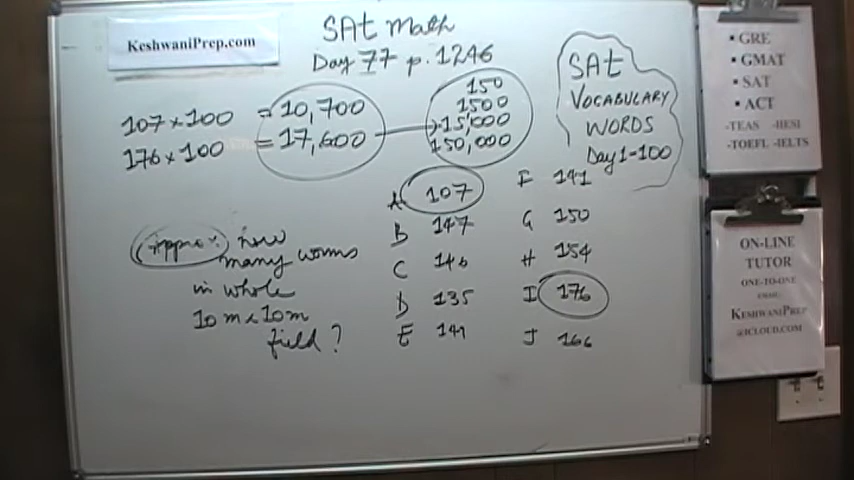 KeshwaniPrep.com
SAt Math
Day 77 p. 1246
107 x 100 = 10,700
176 x 100 = 17,600
150
1500
15,000
150,000
SAt
VOCABULARY
WORDS
Day 1-100
Approx. how
many worms
in whole
10 m x 10 m
field?
A 107
B 147
C 146
D 135
E 149
F 141
G 150
H 154
I 176
J 166
▪ GRE
▪ GMAT
▪ SAT
▪ ACT
-TEAS -HESI
-TOEFL -IELTS
ON-LINE
TUTOR
ONE-TO-ONE
EMAIL:
KESHWANIPREP
@ICLOUD.COM